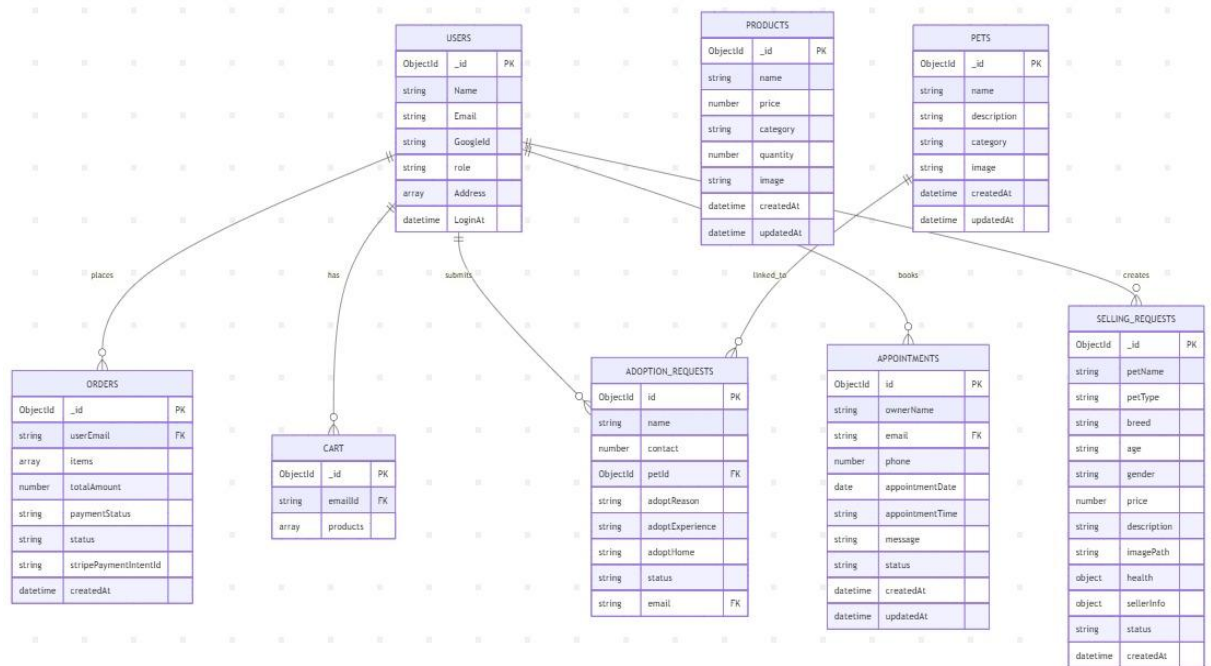 USERS
ObjectId _id PK
string Name
string Email
string GoogleId
string role
array Address
datetime LoginAt
PRODUCTS
ObjectId _id PK
string name
number price
string category
number quantity
string image
datetime createdAt
datetime updatedAt
PETS
ObjectId _id PK
string name
string description
string category
string image
datetime createdAt
datetime updatedAt
places
has
submits
linked_to
books
creates
ORDERS
ObjectId _id PK
string userEmail FK
array items
number totalAmount
string paymentStatus
string status
string stripePaymentIntentId
datetime createdAt
CART
ObjectId _id PK
string emailId FK
array products
ADOPTION_REQUESTS
ObjectId id PK
string name
number contact
ObjectId petId FK
string adoptReason
string adoptExperience
string adoptHome
string status
string email FK
APPOINTMENTS
ObjectId id PK
string ownerName
string email FK
number phone
date appointmentDate
string appointmentTime
string message
string status
datetime createdAt
datetime updatedAt
SELLING_REQUESTS
ObjectId _id PK
string petName
string petType
string breed
string age
string gender
number price
string description
string imagePath
object health
object sellerInfo
string status
datetime createdAt